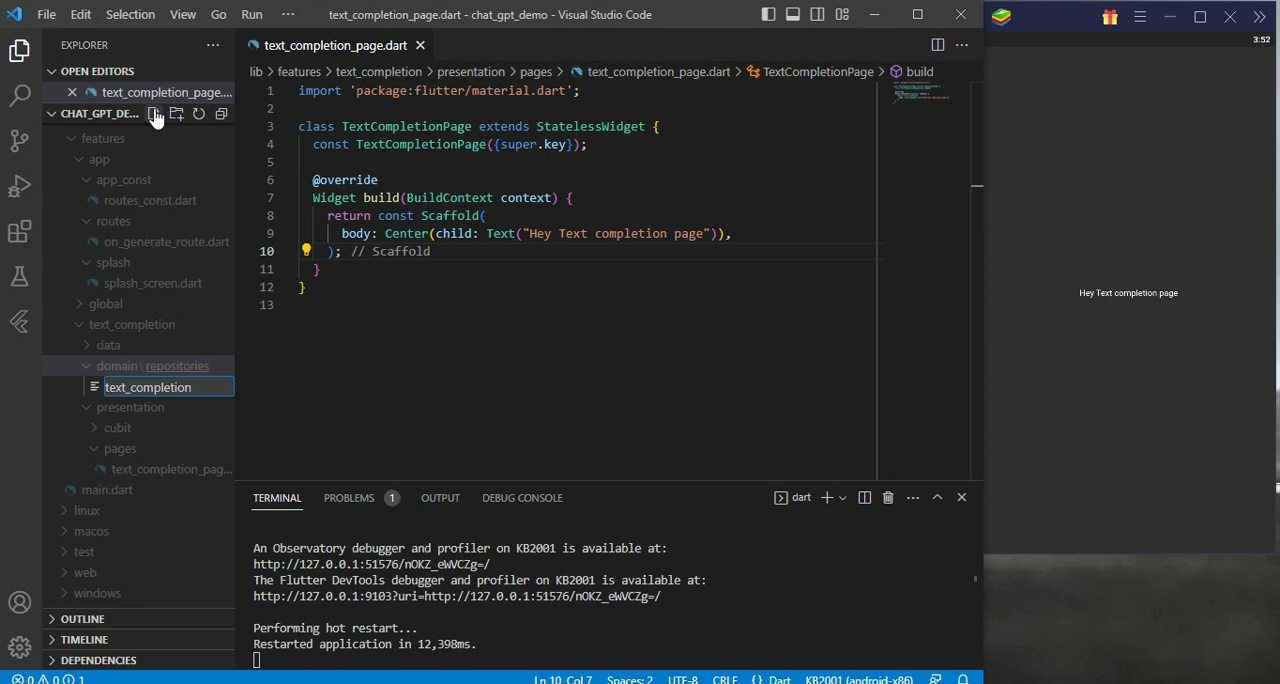 File Edit Selection View Go Run ··· text_completion_page.dart - chat_gpt_demo - Visual Studio Code
3:52
EXPLORER ···
text_completion_page.dart
OPEN EDITORS
text_completion_page....
lib > features > text_completion > presentation > pages > text_completion_page.dart > TextCompletionPage > build
CHAT_GPT_DE...
features
app
app_const
routes_const.dart
routes
on_generate_route.dart
splash
splash_screen.dart
global
text_completion
data
domain \ repositories
text_completion
presentation
cubit
pages
text_completion_pag...
main.dart
linux
macos
test
web
windows
OUTLINE
TIMELINE
DEPENDENCIES
1 import 'package:flutter/material.dart';
2
3 class TextCompletionPage extends StatelessWidget {
4 const TextCompletionPage({super.key});
5
6 @override
7 Widget build(BuildContext context) {
8 return const Scaffold(
9 body: Center(child: Text("Hey Text completion page")),
10 ); // Scaffold
11 }
12 }
13
Hey Text completion page
TERMINAL PROBLEMS 1 OUTPUT DEBUG CONSOLE dart ···
An Observatory debugger and profiler on KB2001 is available at:
http://127.0.0.1:51576/nOKZ_eWVCZg=/
The Flutter DevTools debugger and profiler on KB2001 is available at:
http://127.0.0.1:9103?uri=http://127.0.0.1:51576/nOKZ_eWVCZg=/
Performing hot restart...
Restarted application in 12,398ms.
0 0 1 Ln 10, Col 7 Spaces: 2 UTF-8 CRLF {} Dart KB2001 (android-x86)